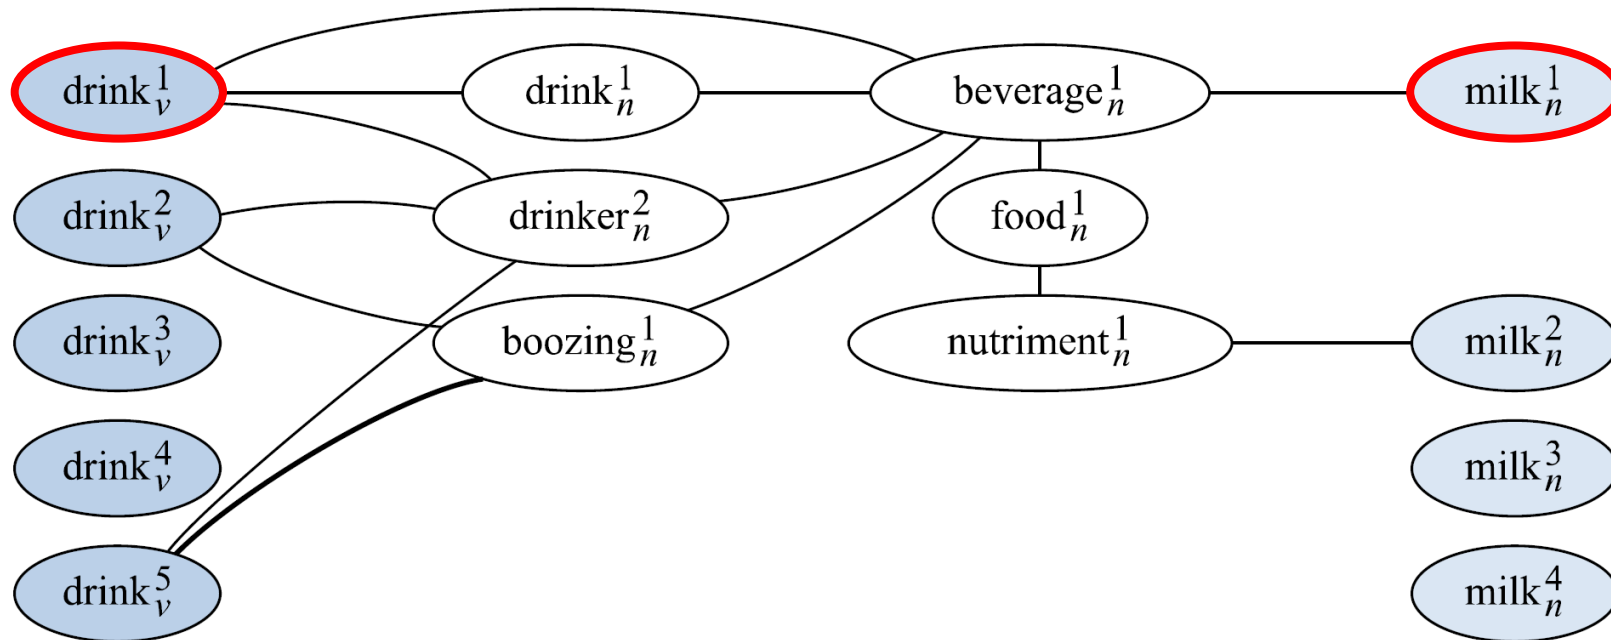 drink¹ᵥ drink¹ₙ beverage¹ₙ milk¹ₙ
drink²ᵥ drinker²ₙ food¹ₙ
drink³ᵥ boozing¹ₙ nutriment¹ₙ milk²ₙ
drink⁴ᵥ milk³ₙ
drink⁵ᵥ milk⁴ₙ